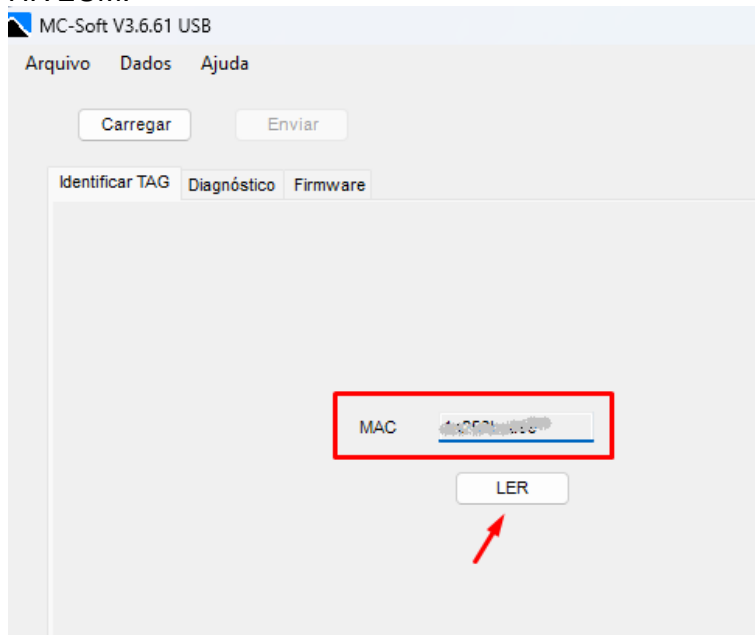 MC-Soft V3.6.61 USB
Arquivo Dados Ajuda
Carregar Enviar
Identificar TAG Diagnóstico Firmware
MAC
LER